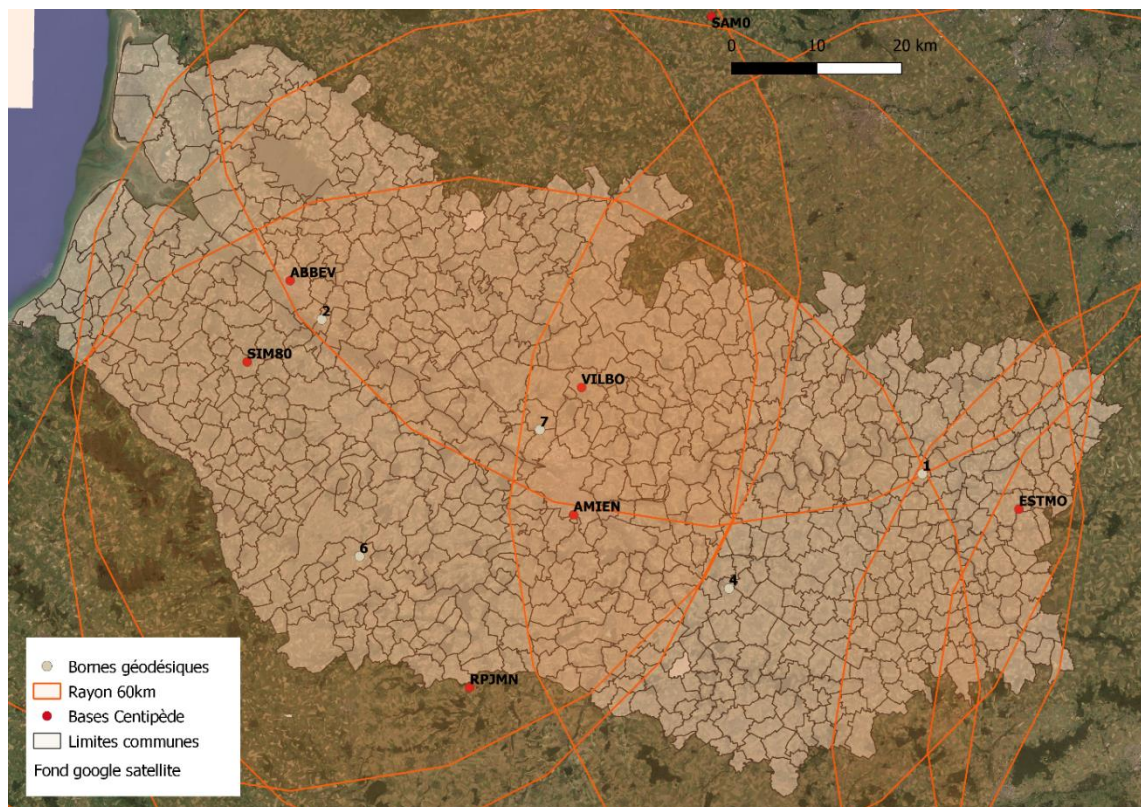 SAM0
0 10 20 km
ABBEV
2
SIM80
VILBO
7
1
ESTMO
AMIEN
6
4
RPJMN
Bornes géodésiques
Rayon 60km
Bases Centipède
Limites communes
Fond google satellite